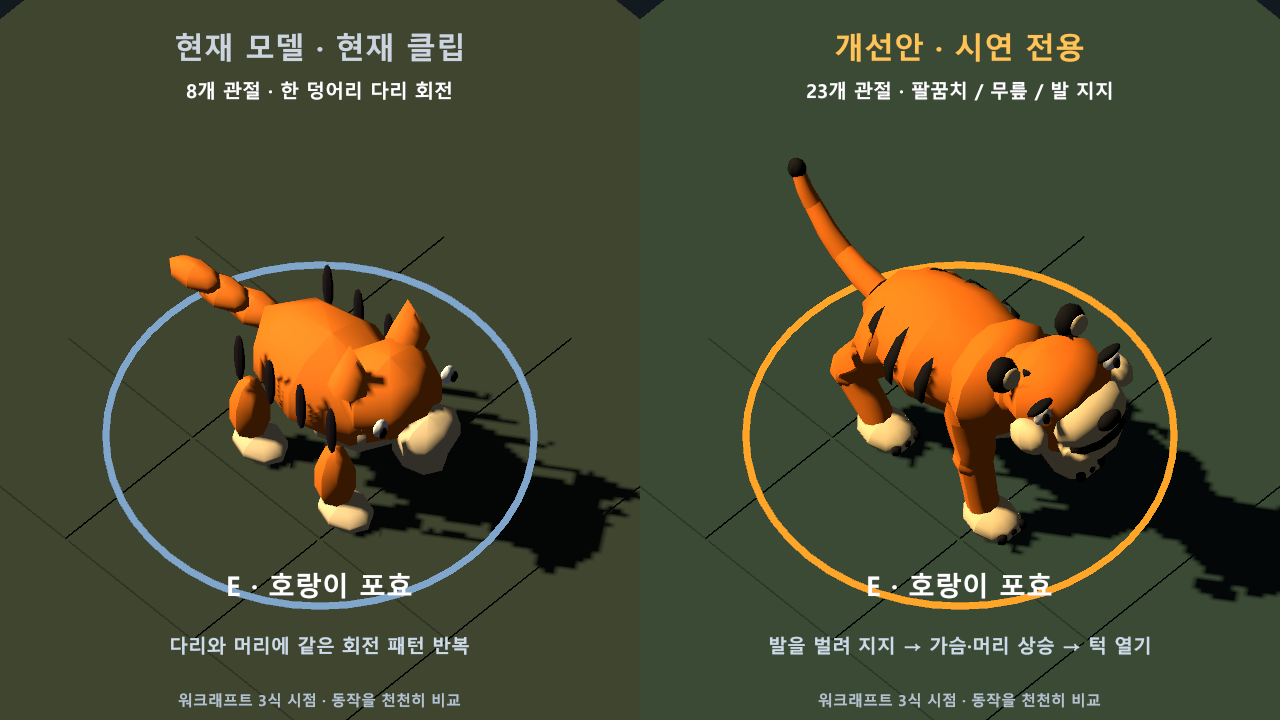 현재 모델 · 현재 클립
8개 관절 · 한 덩어리 다리 회전
E · 호랑이 포효
다리와 머리에 같은 회전 패턴 반복
워크래프트 3식 시점 · 동작을 천천히 비교
개선안 · 시연 전용
23개 관절 · 팔꿈치 / 무릎 / 발 지지
E · 호랑이 포효
발을 벌려 지지 → 가슴·머리 상승 → 턱 열기
워크래프트 3식 시점 · 동작을 천천히 비교